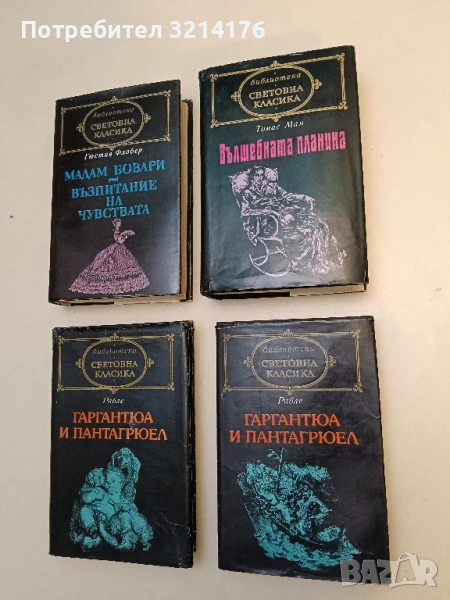 Потребител 3214176
библиотека
СВЕТОВНА
КЛАСИКА
Гюстав Флобер
МАДАМ БОВАРИ
ВЪЗПИТАНИЕ
НА
ЧУВСТВАТА
библиотека
СВЕТОВНА
КЛАСИКА
Томас Ман
Вълшебната планина
библиотека
СВЕТОВНА
КЛАСИКА
Рабле
ГАРГАНТЮА
И ПАНТАГРЮЕЛ
библиотека
СВЕТОВНА
КЛАСИКА
Рабле
ГАРГАНТЮА
И ПАНТАГРЮЕЛ
BAZAR